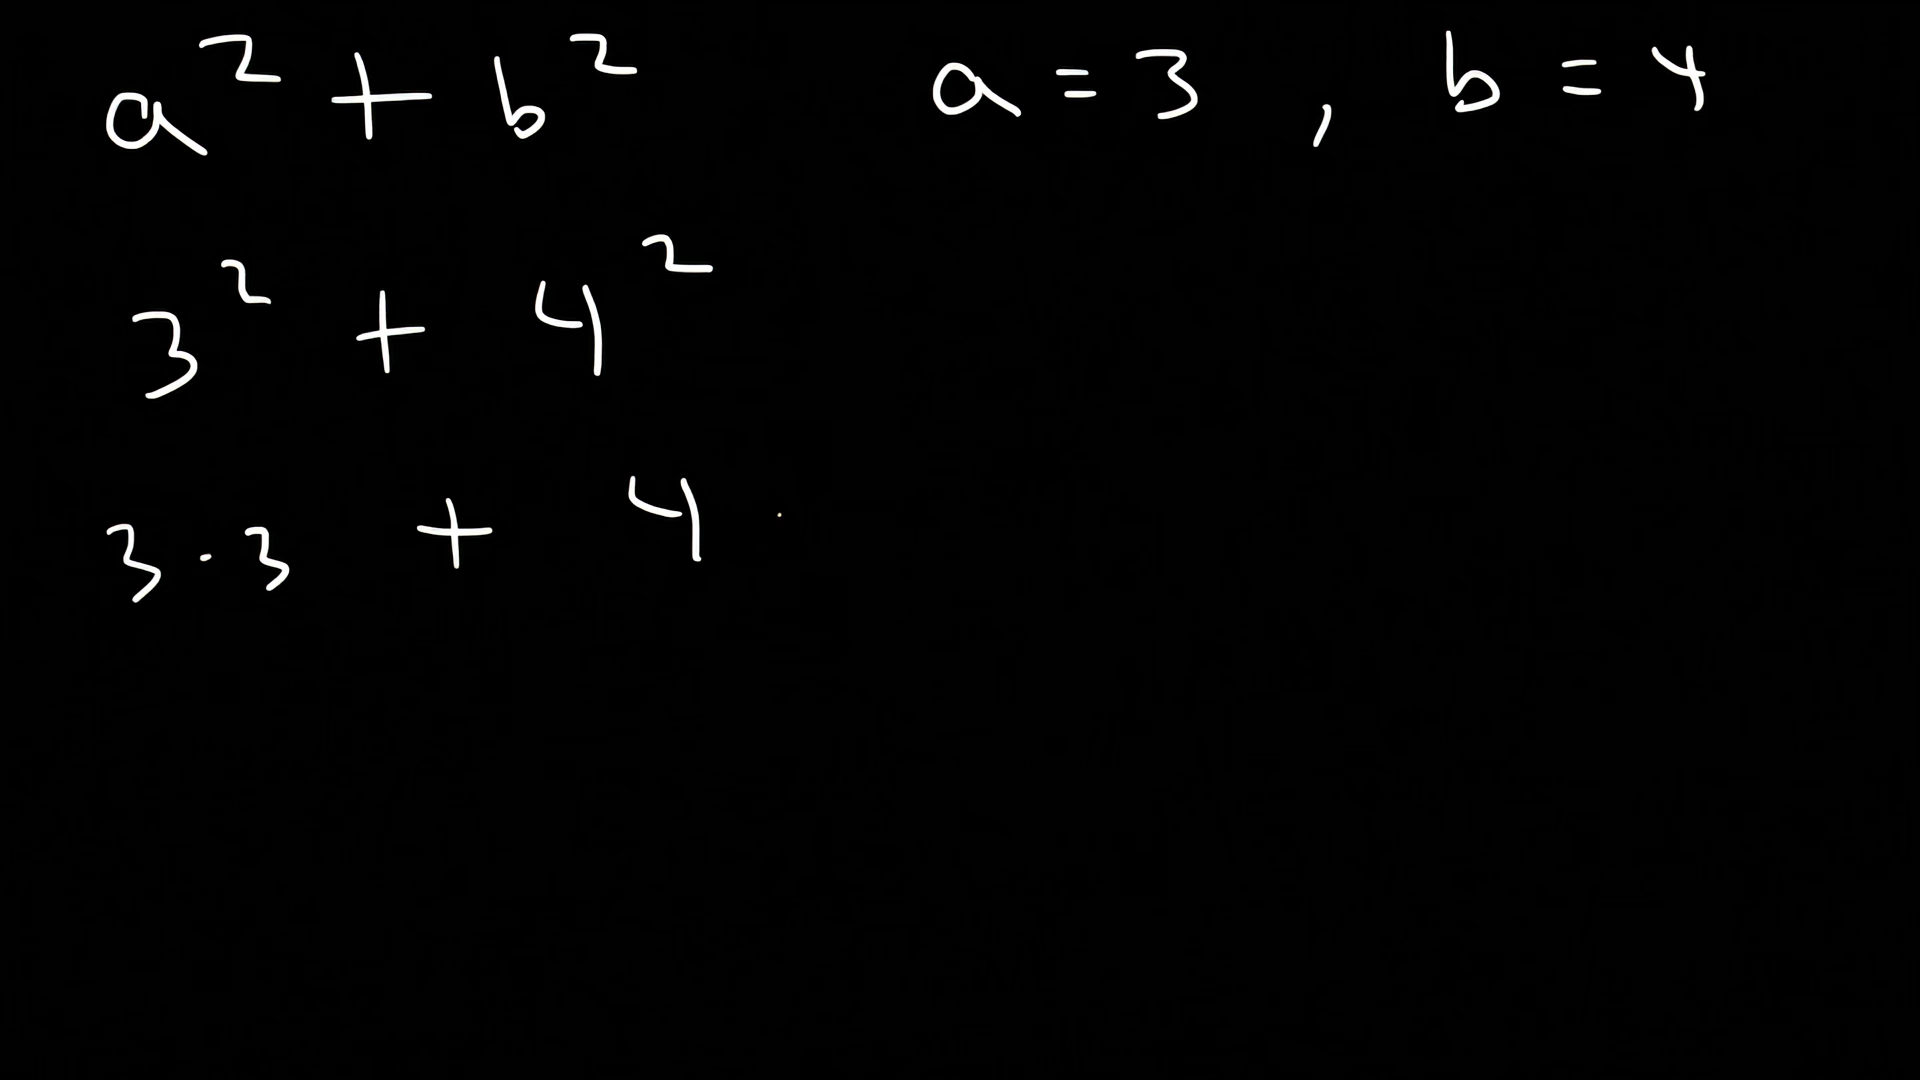 a² + b² a = 3 , b = 4
3² + 4²
3 · 3 + 4 ·